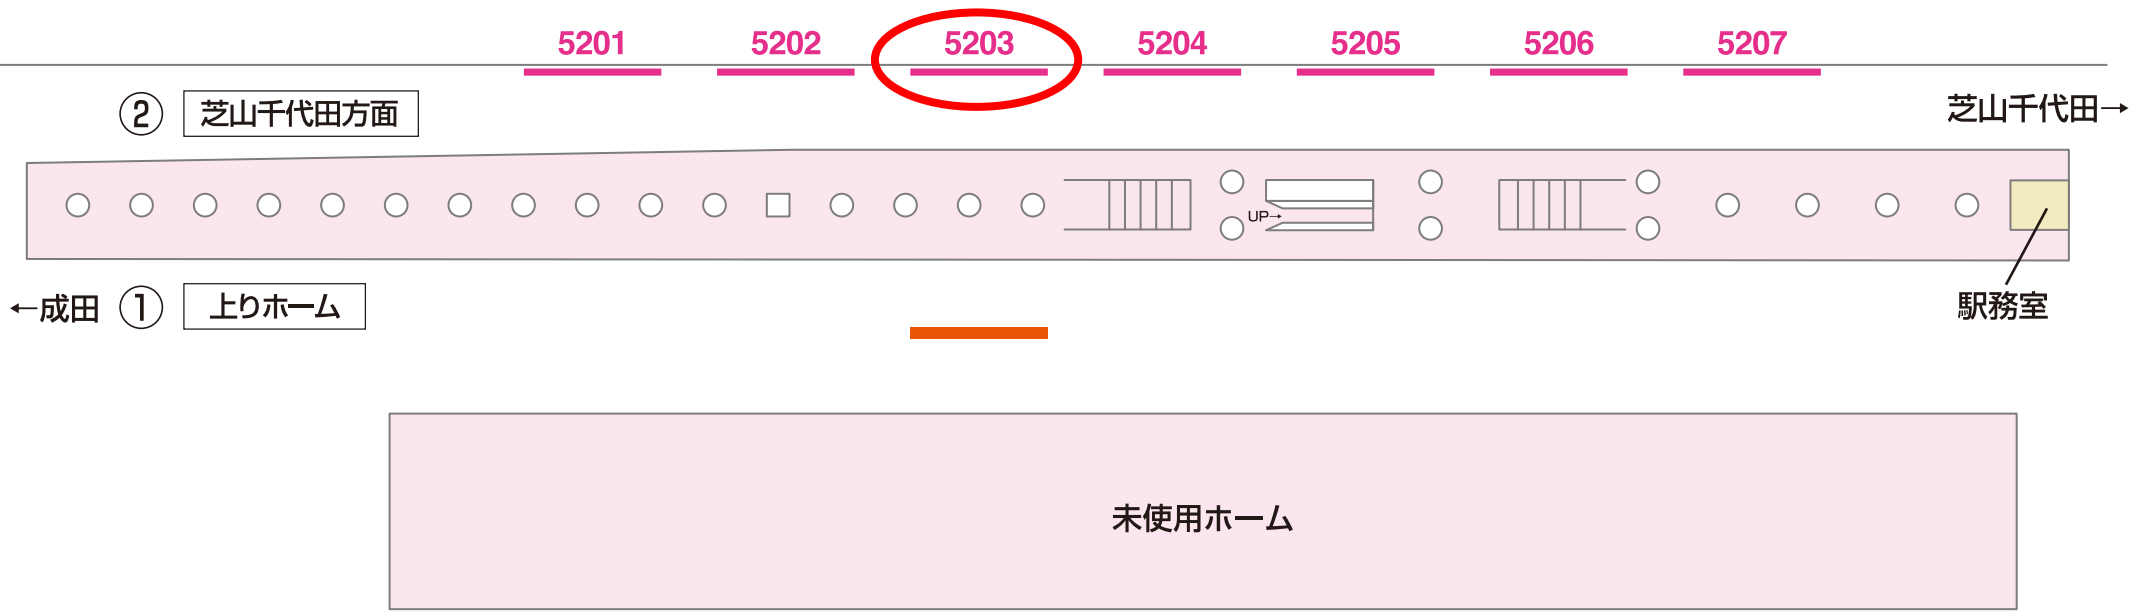 5201 5202 5203 5204 5205 5206 5207
② 芝山千代田方面
芝山千代田→
UP→
←成田 ① 上りホーム
駅務室
未使用ホーム